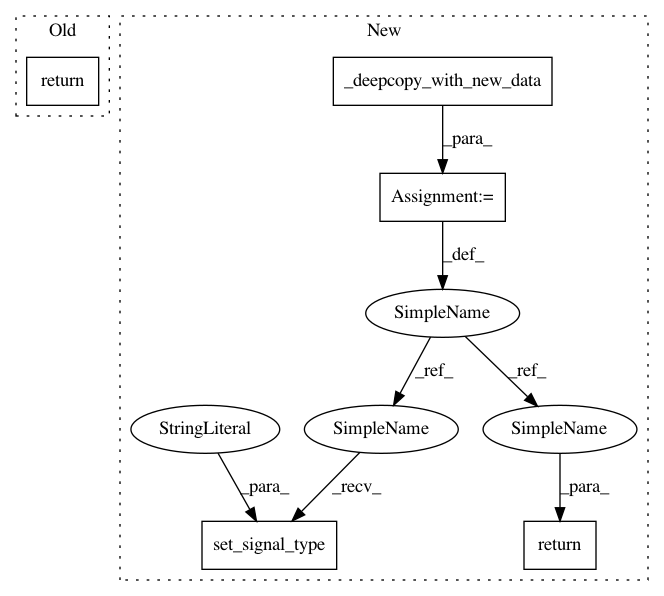 Old
New
return
_deepcopy_with_new_data
_para_
Assignment:=
_def_
SimpleName
_ref_
_ref_
StringLiteral
SimpleName
SimpleName
_para_
_recv_
_para_
set_signal_type
return